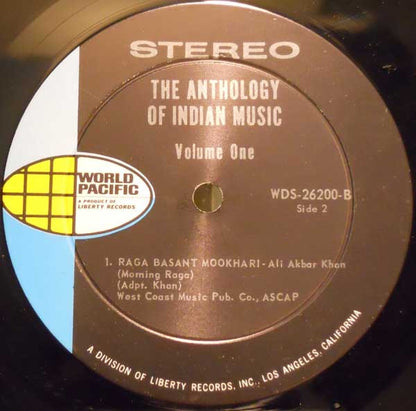 STEREO
THE ANTHOLOGY
OF INDIAN MUSIC
Volume One
WORLD
PACIFIC
A PRODUCT OF
LIBERTY RECORDS
WDS-26200-B
Side 2
1. RAGA BASANT MOOKHARI - Ali Akbar Khan
(Morning Raga)
(Adpt. Khan)
West Coast Music Pub. Co., ASCAP
A DIVISION OF LIBERTY RECORDS, INC., LOS ANGELES, CALIFORNIA